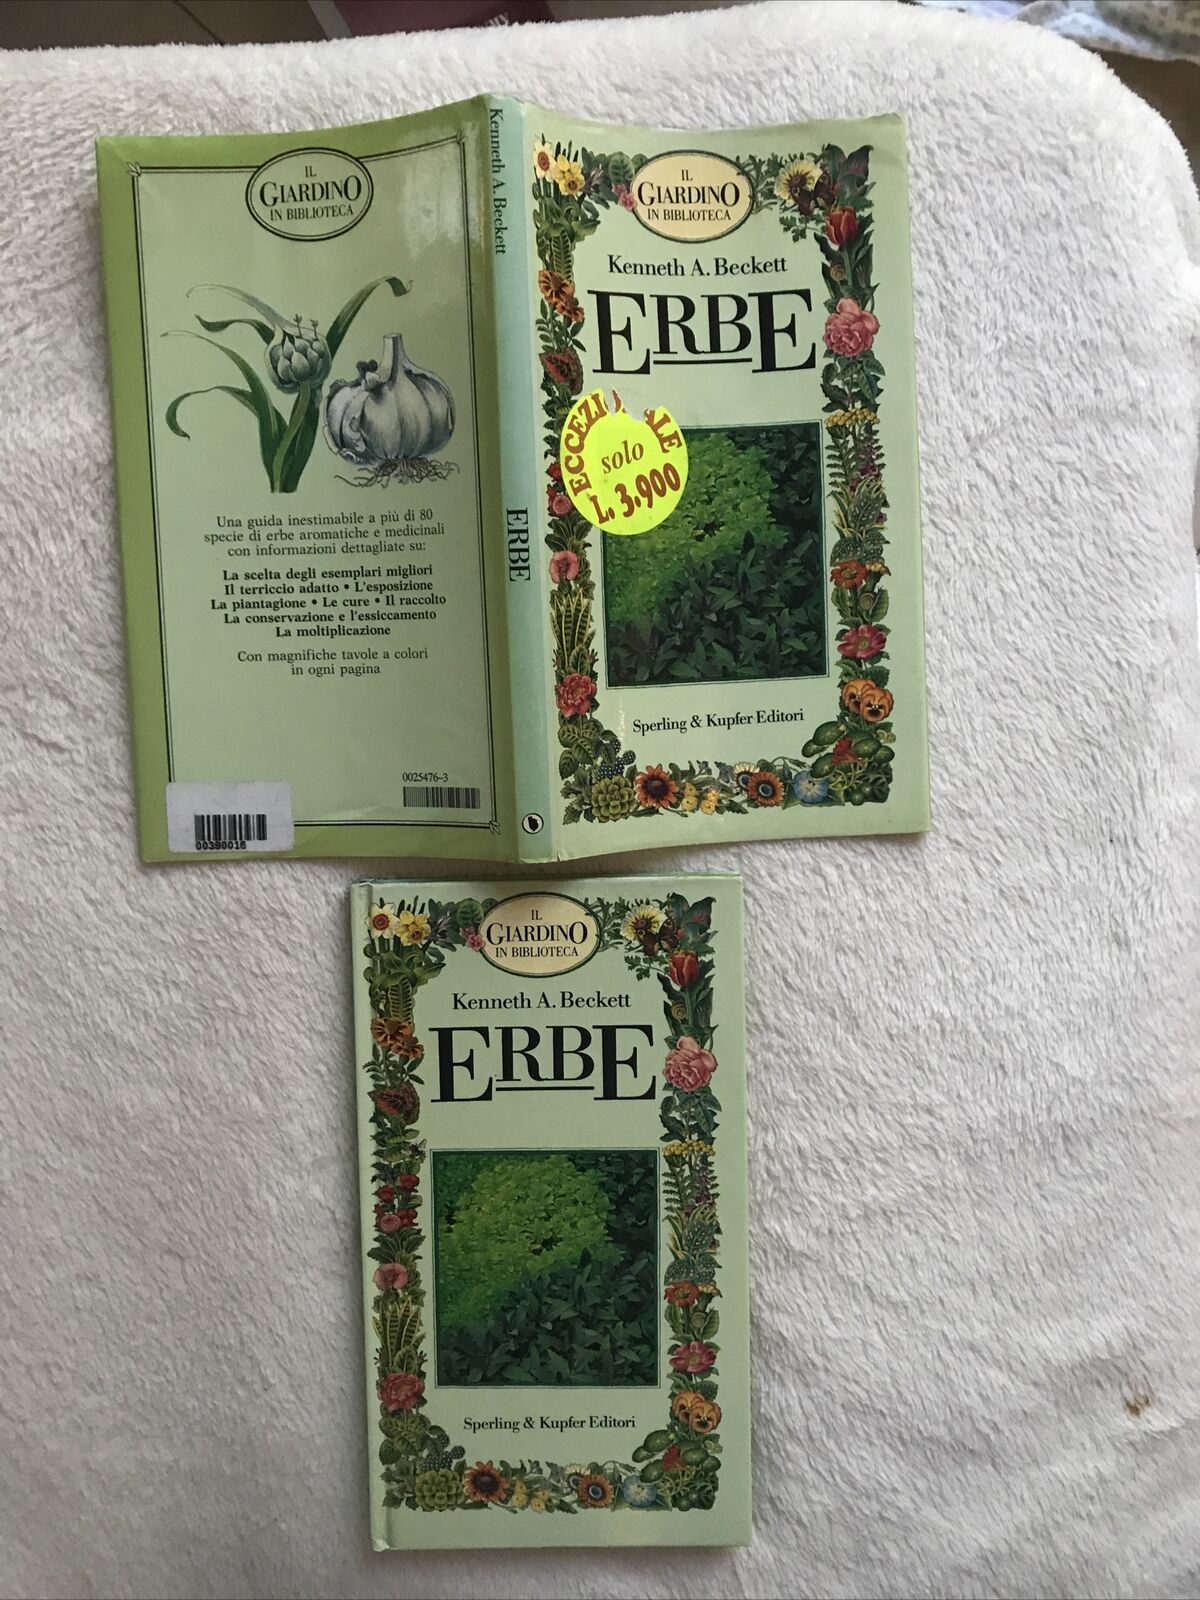 IL
GIARDINO
IN BIBLIOTECA
Una guida inestimabile a più di 80
specie di erbe aromatiche e medicinali
con informazioni dettagliate su:
La scelta degli esemplari migliori
Il terriccio adatto • L'esposizione
La piantagione • Le cure • Il raccolto
La conservazione e l'essiccamento
La moltiplicazione
Con magnifiche tavole a colori
in ogni pagina
0025476-3
Kenneth A. Beckett
ERBE
IL
GIARDINO
IN BIBLIOTECA
Kenneth A. Beckett
ERBE
solo
L. 3.900
Sperling & Kupfer Editori
IL
GIARDINO
IN BIBLIOTECA
Kenneth A. Beckett
ERBE
Sperling & Kupfer Editori